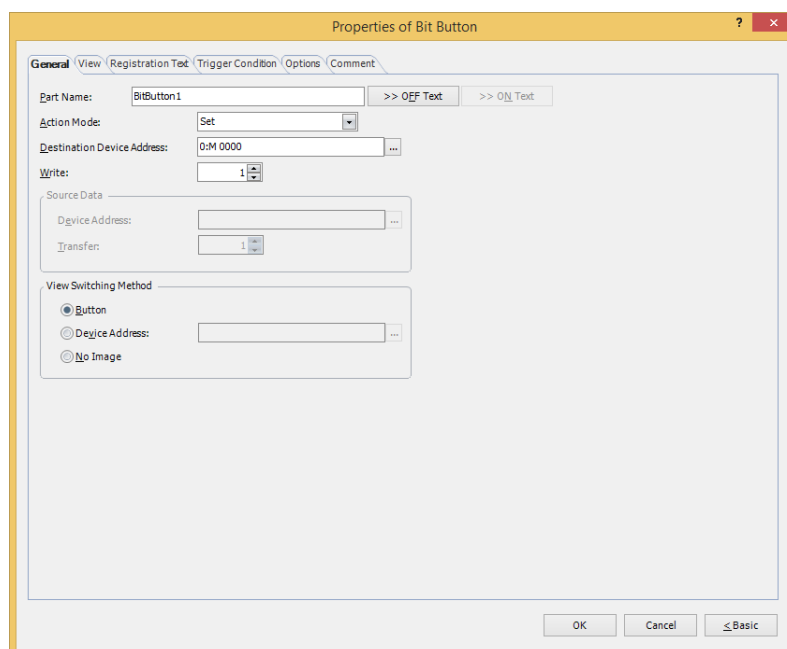 Properties of Bit Button
? ×
General View Registration Text Trigger Condition Options Comment
Part Name: BitButton1 >> OFF Text >> ON Text
Action Mode: Set
Destination Device Address: 0:M 0000 ...
Write: 1
Source Data
Device Address: ...
Transfer: 1
View Switching Method
Button
Device Address: ...
No Image
OK Cancel < Basic